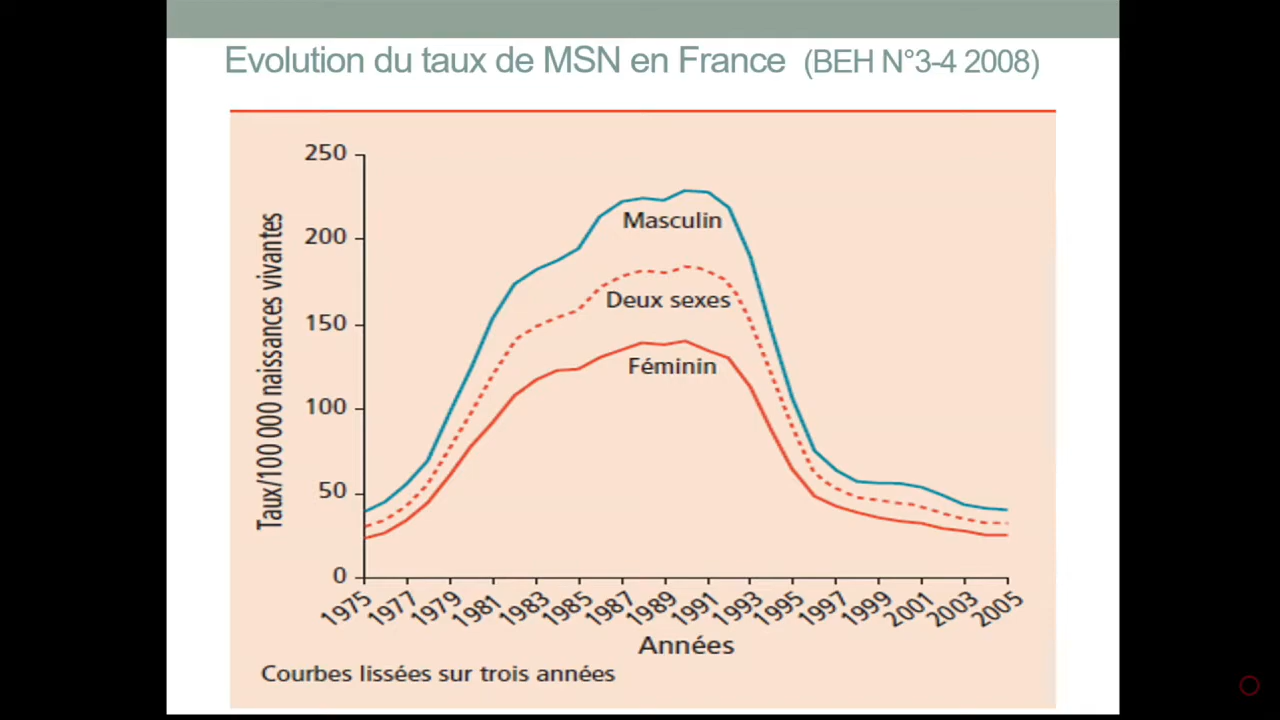 Evolution du taux de MSN en France (BEH N°3-4 2008)
Taux/100 000 naissances vivantes
250
200
150
100
50
0
Masculin
Deux sexes
Féminin
1975 1977 1979 1981 1983 1985 1987 1989 1991 1993 1995 1997 1999 2001 2003 2005
Années
Courbes lissées sur trois années